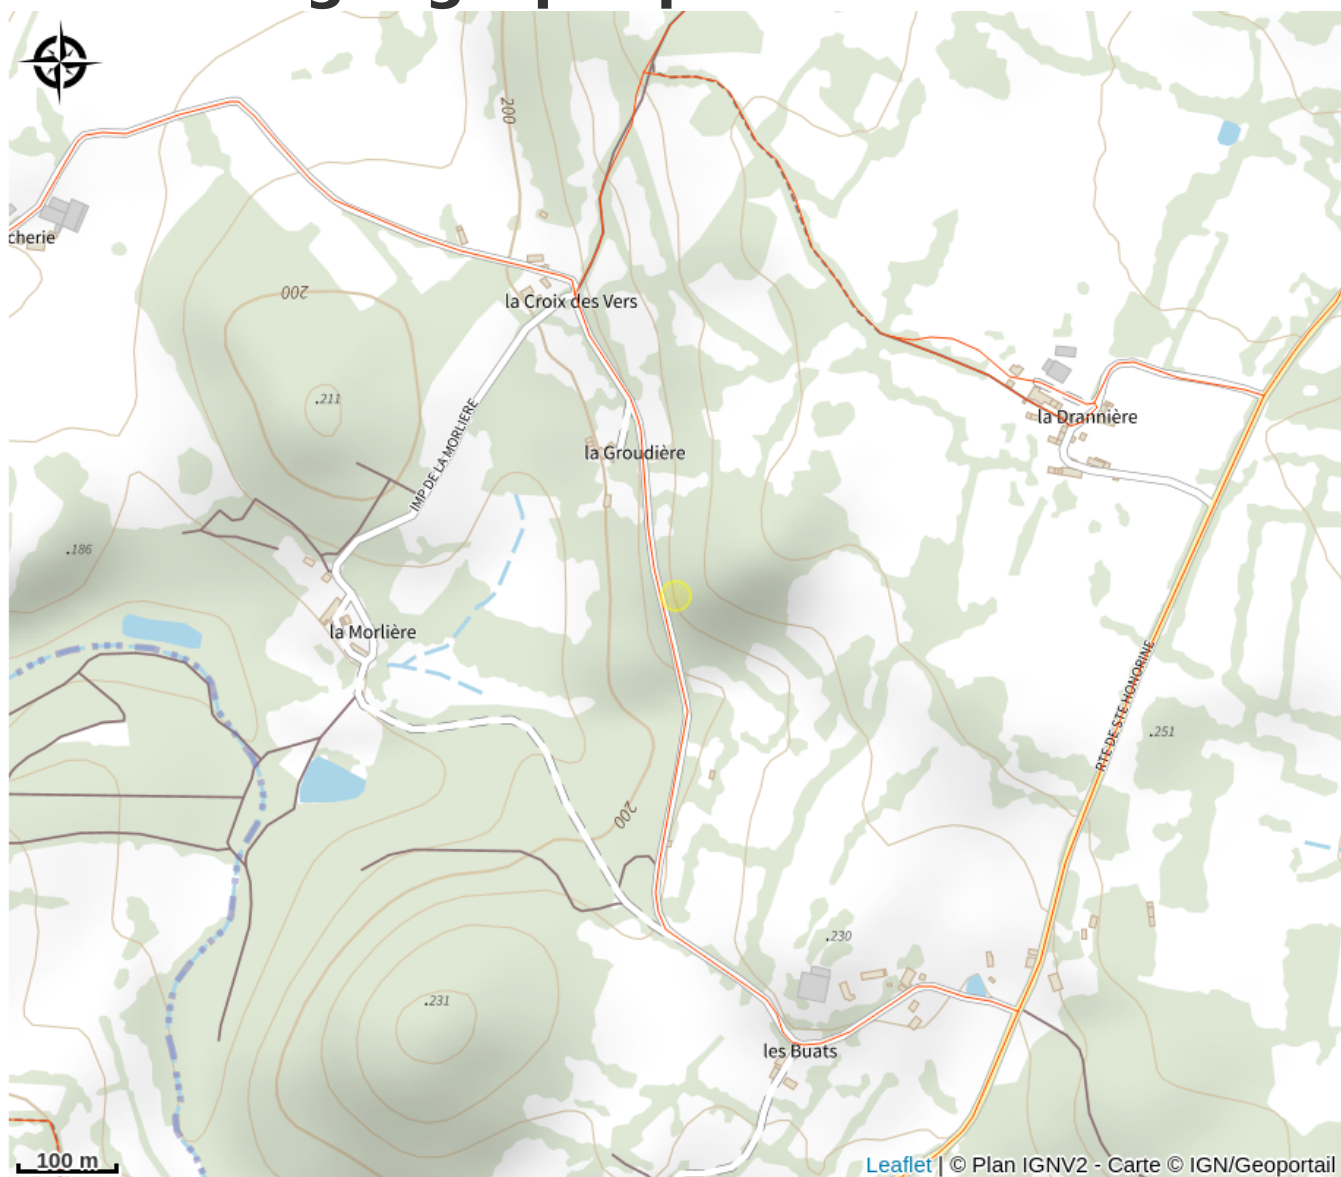 200
cherie
200
la Croix des Vers
.211
IMP DE LA MORLIERE
la Drannière
la Groudière
.186
la Morlière
RTE DE STE HONORINE
.251
200
.230
.231
les Buats
100 m
Leaflet | © Plan IGNV2 - Carte © IGN/Geoportail